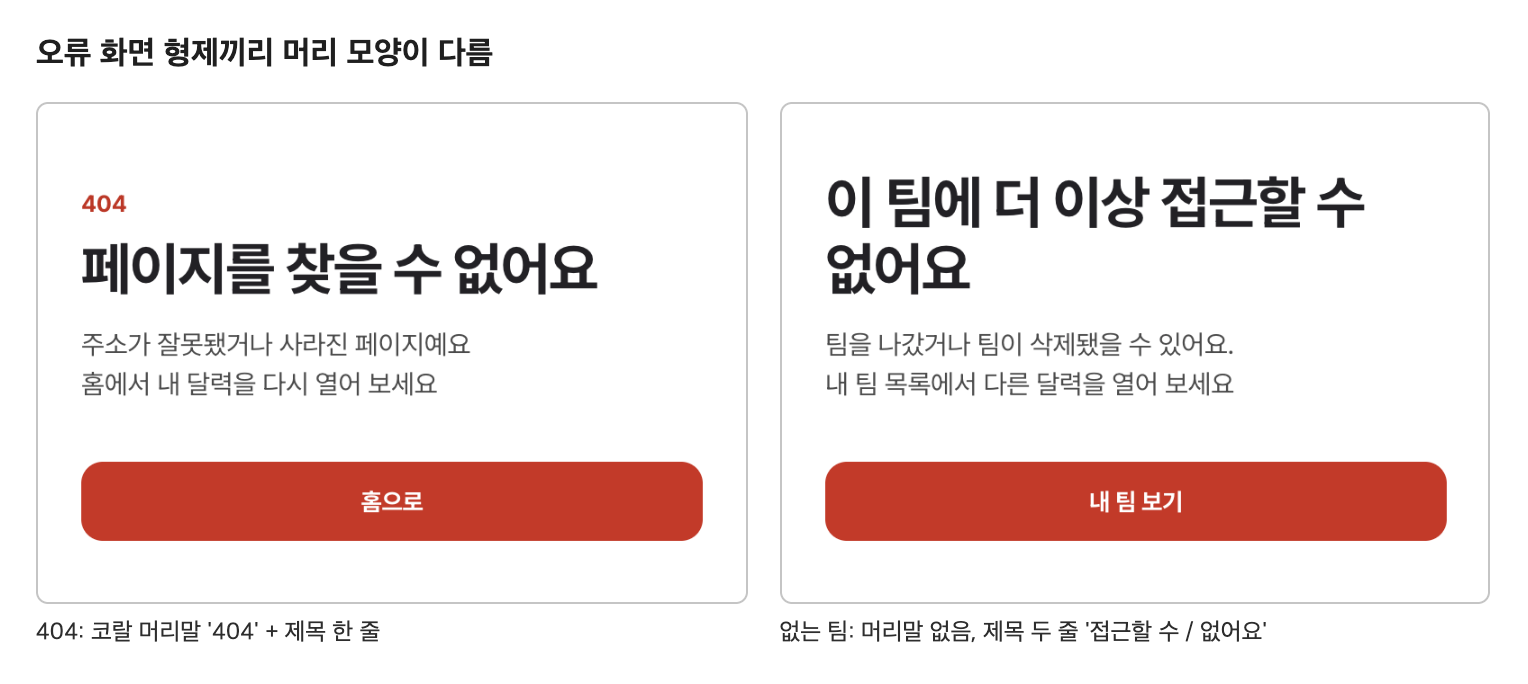 오류 화면 형제끼리 머리 모양이 다름
404
페이지를 찾을 수 없어요
주소가 잘못됐거나 사라진 페이지예요
홈에서 내 달력을 다시 열어 보세요
홈으로
404: 코랄 머리말 '404' + 제목 한 줄
이 팀에 더 이상 접근할 수
없어요
팀을 나갔거나 팀이 삭제됐을 수 있어요.
내 팀 목록에서 다른 달력을 열어 보세요
내 팀 보기
없는 팀: 머리말 없음, 제목 두 줄 '접근할 수 / 없어요'